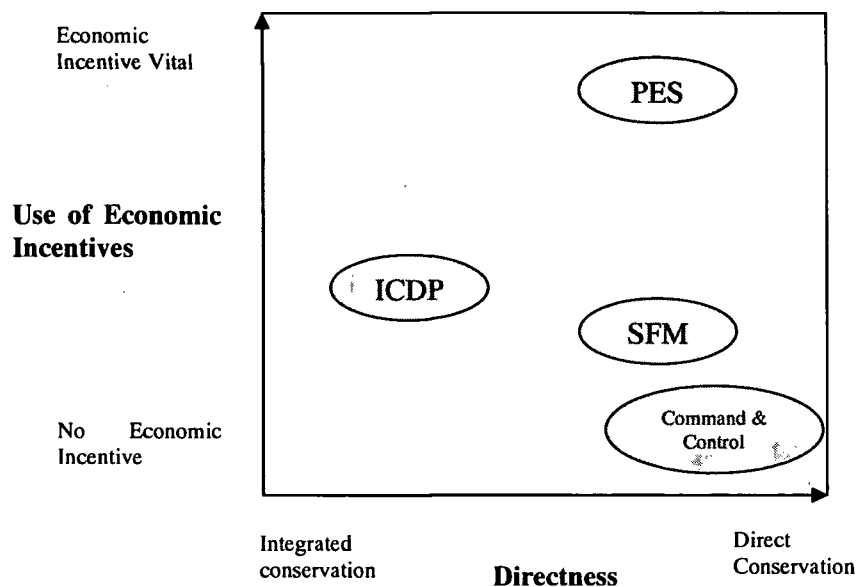 Economic
Incentive Vital
PES
Use of Economic
Incentives
ICDP
SFM
Command &
Control
No Economic
Incentive
Integrated
conservation
Directness
Direct
Conservation